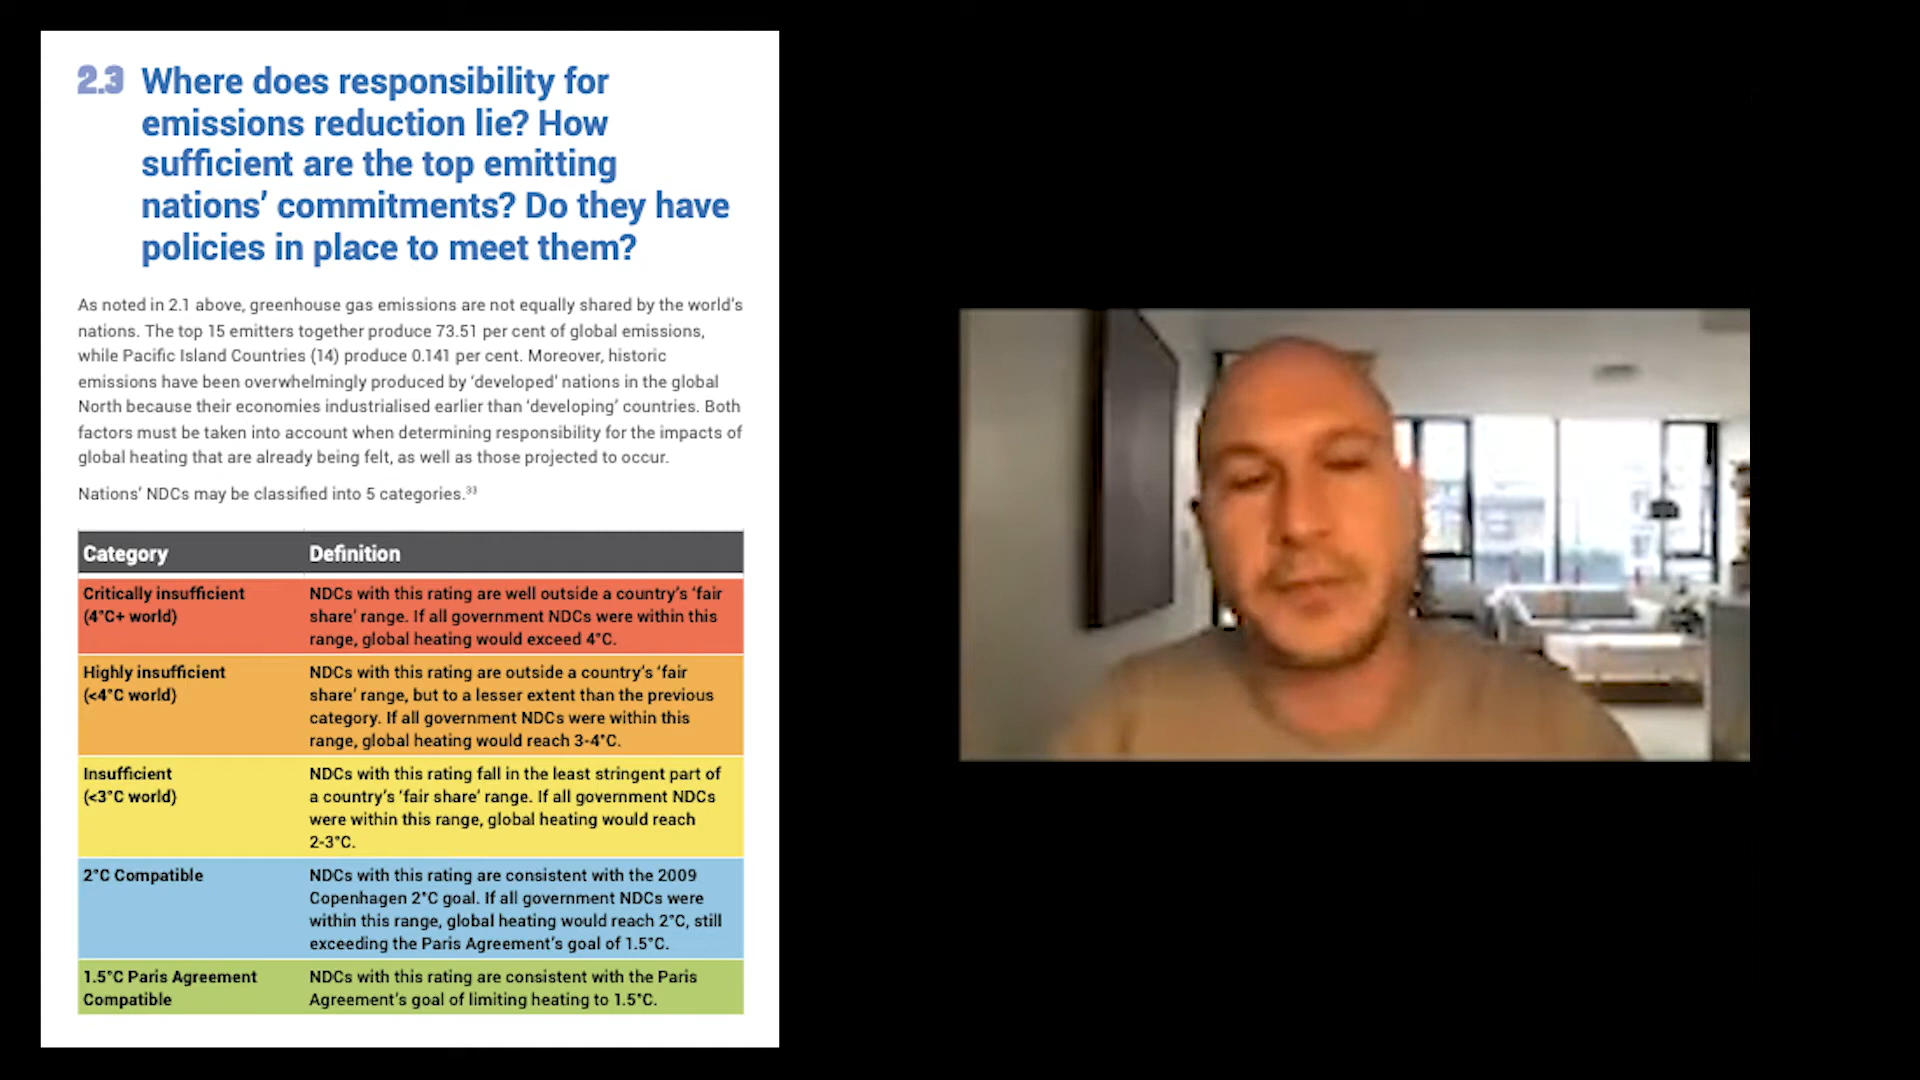 2.3 Where does responsibility for
emissions reduction lie? How
sufficient are the top emitting
nations’ commitments? Do they have
policies in place to meet them?
As noted in 2.1 above, greenhouse gas emissions are not equally shared by the world’s
nations. The top 15 emitters together produce 73.51 per cent of global emissions,
while Pacific Island Countries (14) produce 0.141 per cent. Moreover, historic
emissions have been overwhelmingly produced by ‘developed’ nations in the global
North because their economies industrialised earlier than ‘developing’ countries. Both
factors must be taken into account when determining responsibility for the impacts of
global heating that are already being felt, as well as those projected to occur.
Nations’ NDCs may be classified into 5 categories.³³
Category
Definition
Critically insufficient
(4°C+ world)
NDCs with this rating are well outside a country’s ‘fair
share’ range. If all government NDCs were within this
range, global heating would exceed 4°C.
Highly insufficient
(<4°C world)
NDCs with this rating are outside a country’s ‘fair
share’ range, but to a lesser extent than the previous
category. If all government NDCs were within this
range, global heating would reach 3-4°C.
Insufficient
(<3°C world)
NDCs with this rating fall in the least stringent part of
a country’s ‘fair share’ range. If all government NDCs
were within this range, global heating would reach
2-3°C.
2°C Compatible
NDCs with this rating are consistent with the 2009
Copenhagen 2°C goal. If all government NDCs were
within this range, global heating would reach 2°C, still
exceeding the Paris Agreement’s goal of 1.5°C.
1.5°C Paris Agreement
Compatible
NDCs with this rating are consistent with the Paris
Agreement’s goal of limiting heating to 1.5°C.